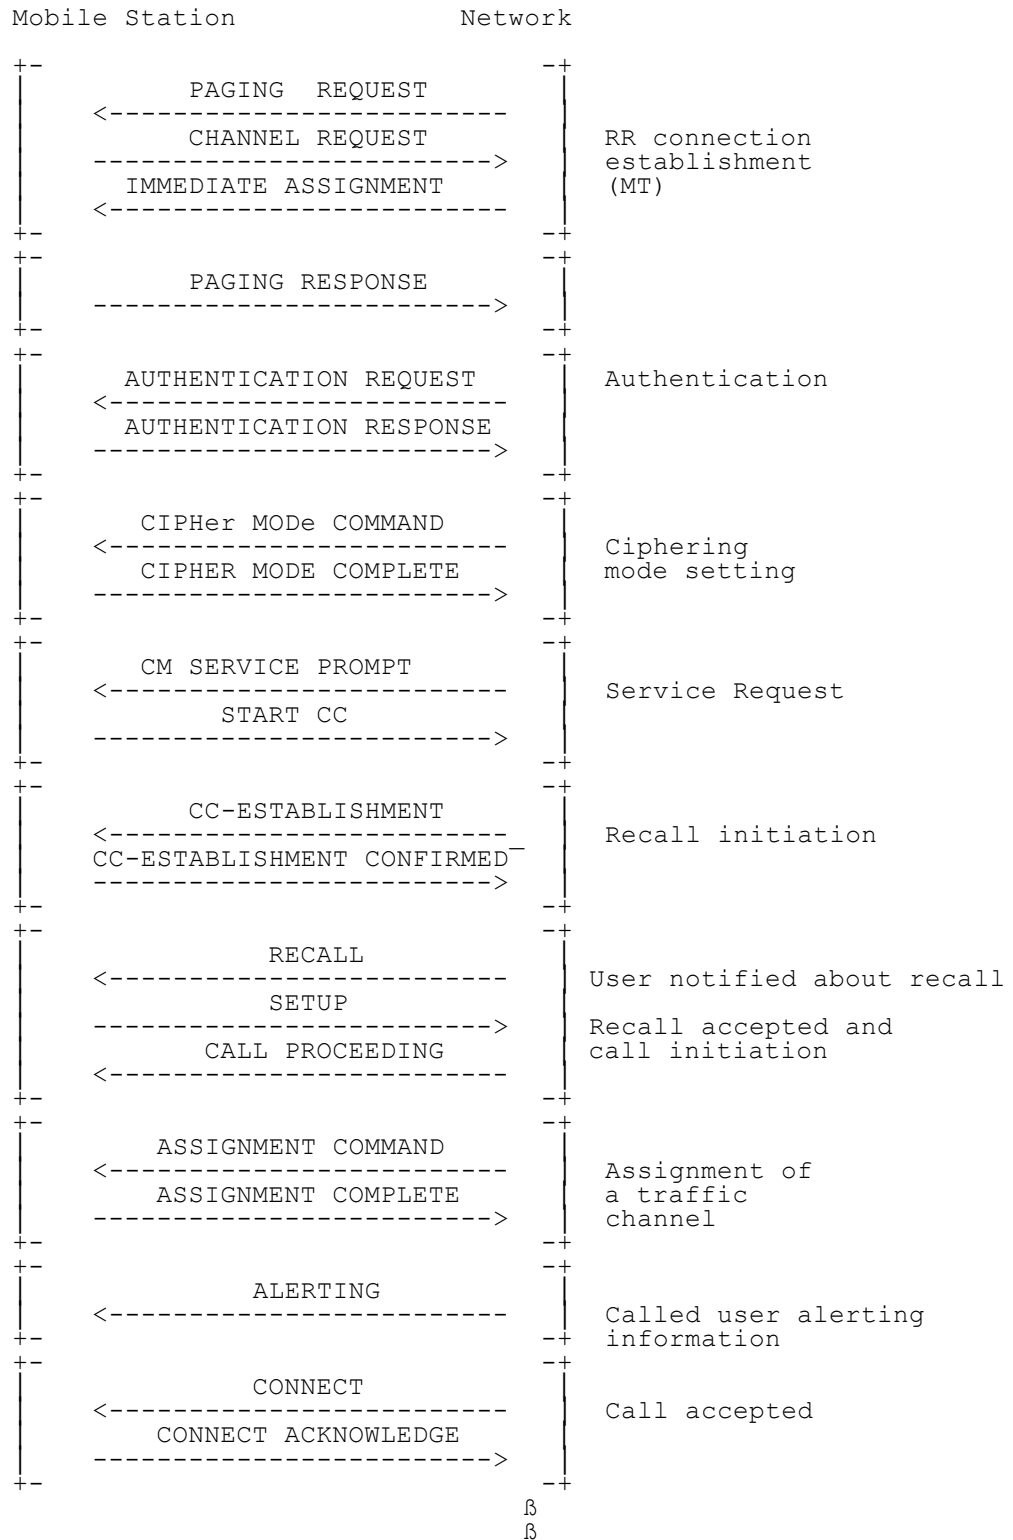 Mobile Station Network
+- -+
PAGING REQUEST
<-------------------------
CHANNEL REQUEST RR connection
-------------------------> establishment
IMMEDIATE ASSIGNMENT (MT)
<-------------------------
+- -+
+- -+
PAGING RESPONSE
------------------------->
+- -+
+- -+
AUTHENTICATION REQUEST Authentication
<-------------------------
AUTHENTICATION RESPONSE
------------------------->
+- -+
+- -+
CIPHer MODe COMMAND
<------------------------- Ciphering
CIPHER MODE COMPLETE mode setting
------------------------->
+- -+
+- -+
CM SERVICE PROMPT
<------------------------- Service Request
START CC
------------------------->
+- -+
+- -+
CC-ESTABLISHMENT
<------------------------- Recall initiation
CC-ESTABLISHMENT CONFIRMED¯
------------------------->
+- -+
+- -+
RECALL
<------------------------- User notified about recall
SETUP
-------------------------> Recall accepted and
CALL PROCEEDING call initiation
<-------------------------
+- -+
+- -+
ASSIGNMENT COMMAND
<------------------------- Assignment of
ASSIGNMENT COMPLETE a traffic
-------------------------> channel
+- -+
+- -+
ALERTING
<------------------------- Called user alerting
+- -+ information
+- -+
CONNECT
<------------------------- Call accepted
CONNECT ACKNOWLEDGE
------------------------->
+- -+
ß
ß